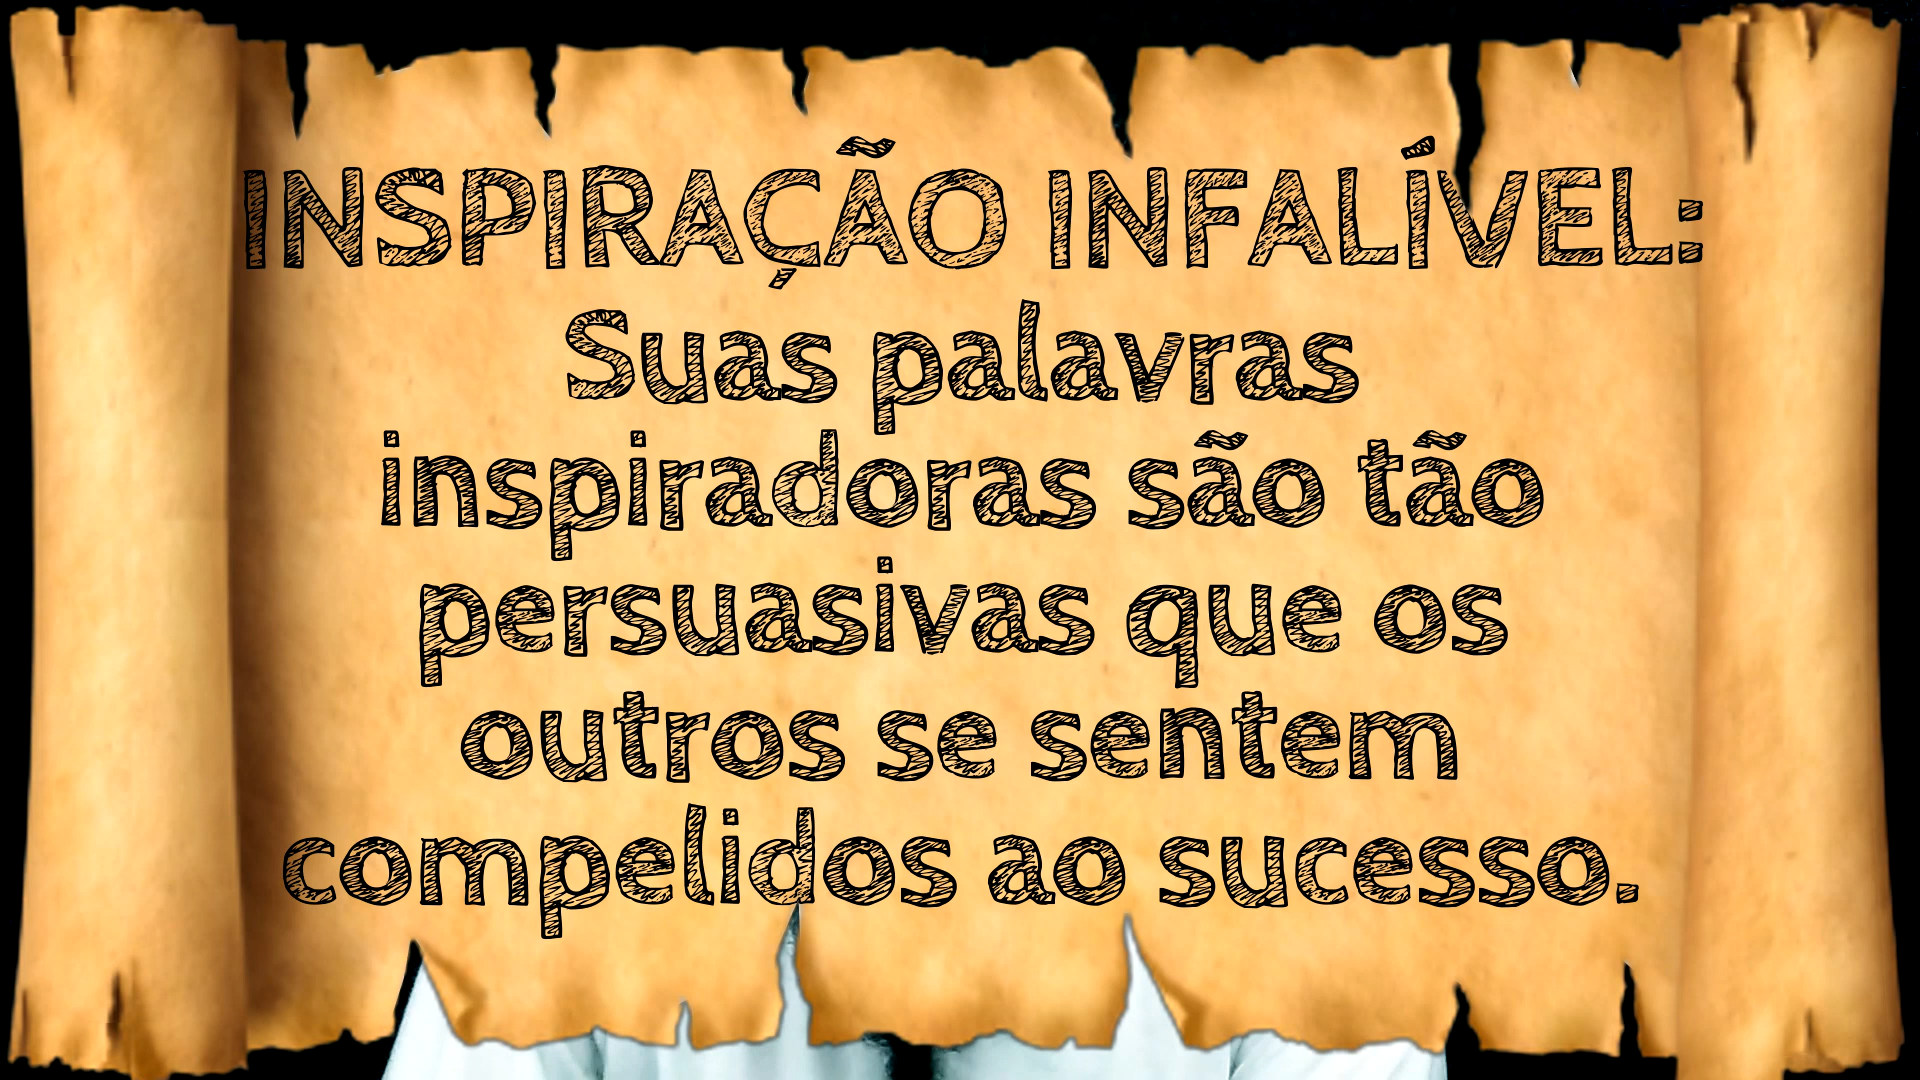 INSPIRAÇÃO INFALÍVEL:
Suas palavras
inspiradoras são tão
persuasivas que os
outros se sentem
compelidos ao sucesso.